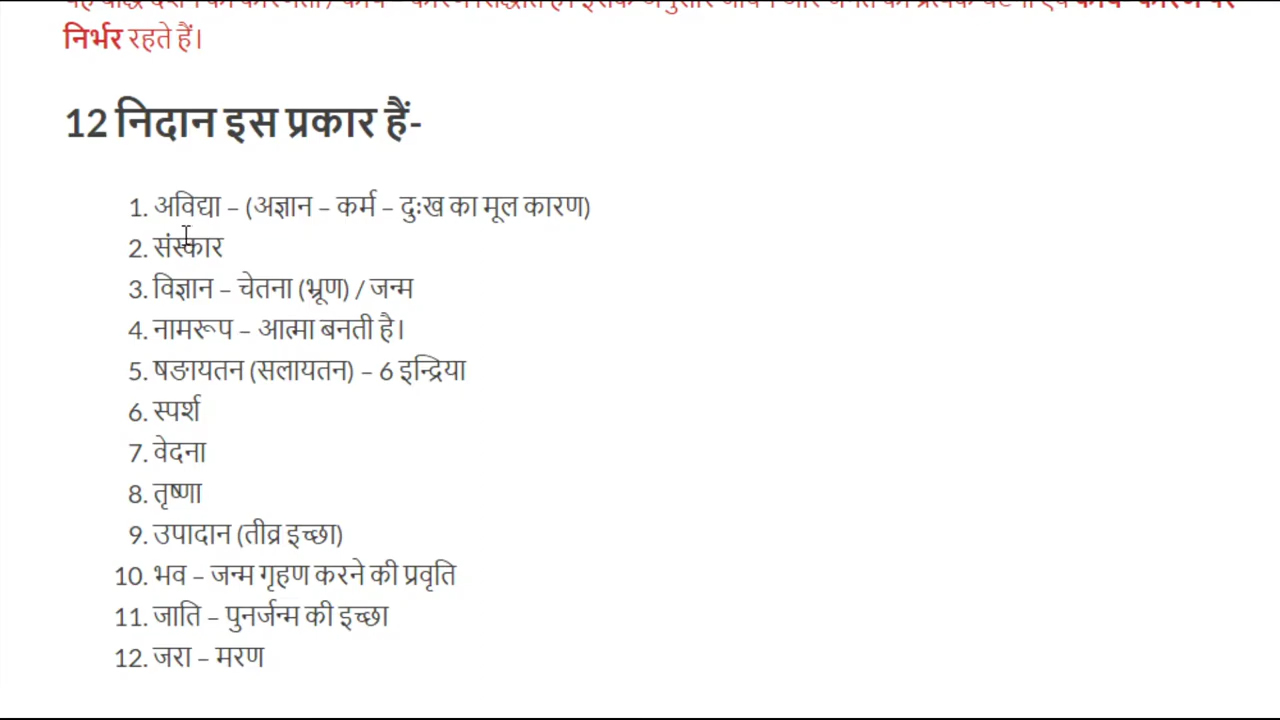 निर्भर रहते हैं।
12 निदान इस प्रकार हैं-
1. अविद्या – (अज्ञान – कर्म – दुःख का मूल कारण)
2. संस्कार
3. विज्ञान – चेतना (भ्रूण) / जन्म
4. नामरूप – आत्मा बनती है।
5. षङायतन (सलायतन) – 6 इन्द्रिया
6. स्पर्श
7. वेदना
8. तृष्णा
9. उपादान (तीव्र इच्छा)
10. भव – जन्म गृहण करने की प्रवृति
11. जाति – पुनर्जन्म की इच्छा
12. जरा – मरण